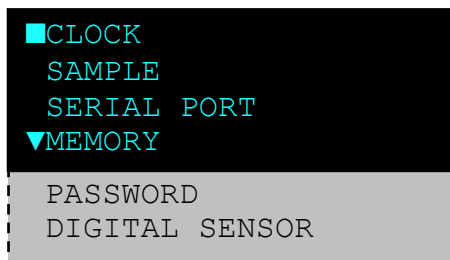 ■CLOCK
SAMPLE
SERIAL PORT
▼MEMORY
PASSWORD
DIGITAL SENSOR